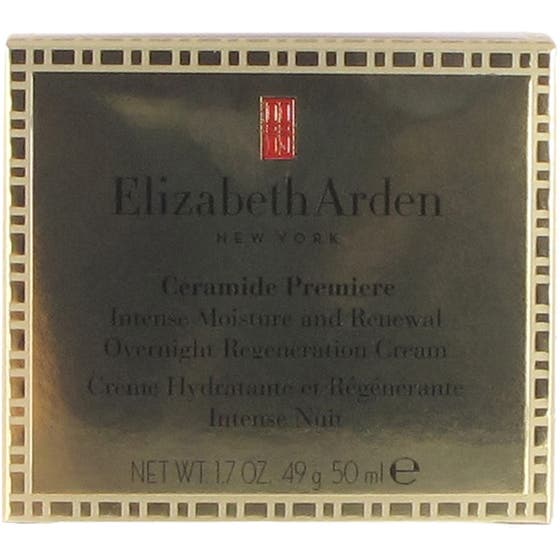 Elizabeth Arden
NEW YORK
Ceramide Premiere
Intense Moisture and Renewal
Overnight Regeneration Cream
Crème Hydratante et Régénérante
Intense Nuit
NET WT. 1.7 OZ. 49 g 50 ml ℮